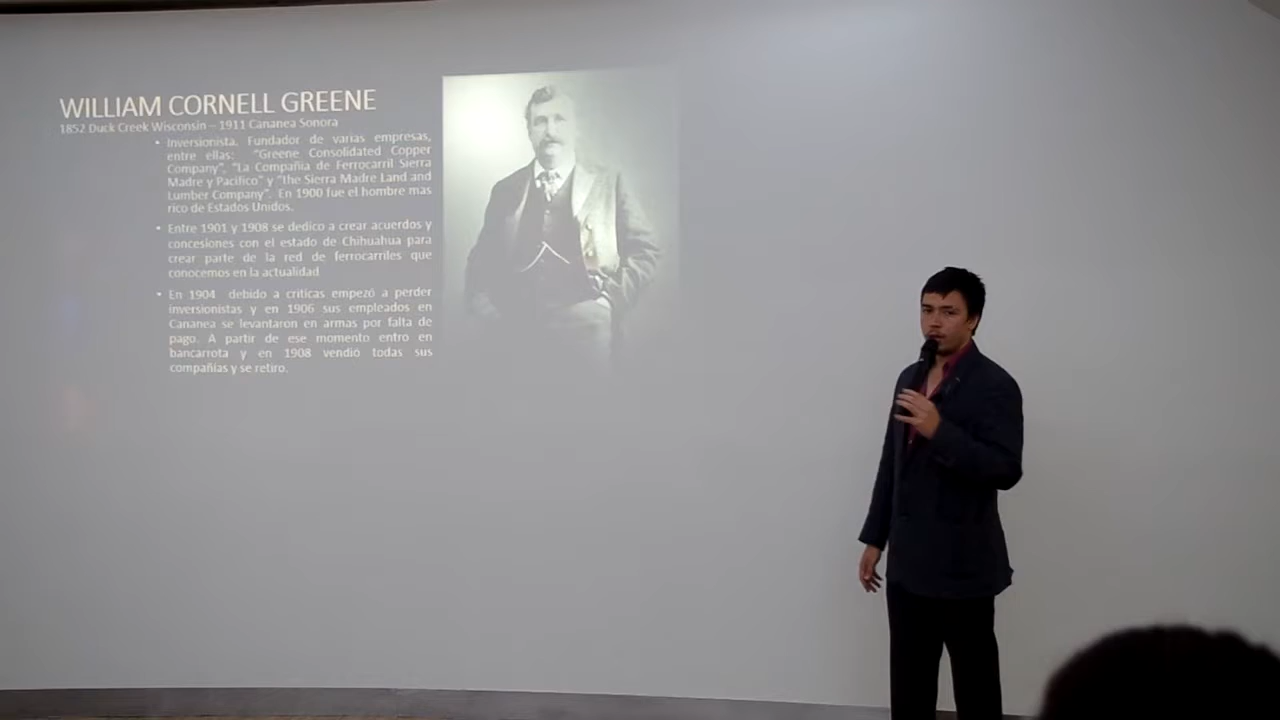 WILLIAM CORNELL GREENE
1852 Duck Creek Wisconsin – 1911 Cananea Sonora
• Inversionista. Fundador de varias empresas,
entre ellas: "Greene Consolidated Copper
Company", "La Compañia de Ferrocarril Sierra
Madre y Pacifico" y "the Sierra Madre Land and
Lumber Company". En 1900 fue el hombre mas
rico de Estados Unidos.
• Entre 1901 y 1908 se dedico a crear acuerdos y
concesiones con el estado de Chihuahua para
crear parte de la red de ferrocarriles que
conocemos en la actualidad
• En 1904 debido a criticas empezó a perder
inversionistas y en 1906 sus empleados en
Cananea se levantaron en armas por falta de
pago. A partir de ese momento entro en
bancarrota y en 1908 vendió todas sus
compañias y se retiro.